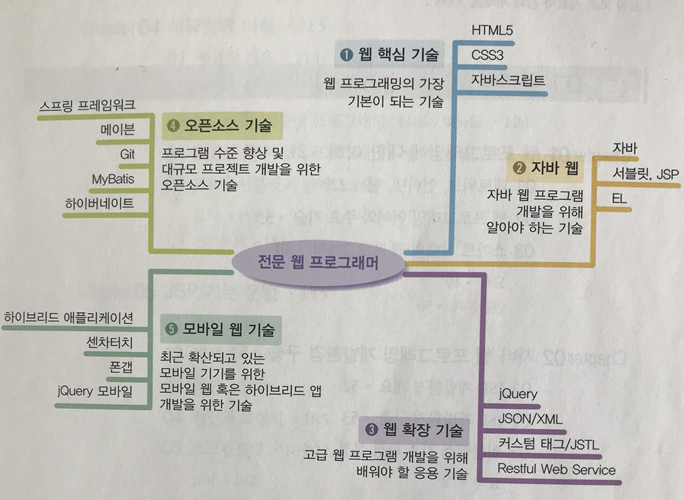 전문 웹 프로그래머
❶ 웹 핵심 기술
웹 프로그래밍의 가장
기본이 되는 기술
HTML5
CSS3
자바스크립트
❷ 자바 웹
자바 웹 프로그램
개발을 위해
알아야 하는 기술
자바
서블릿, JSP
EL
❸ 웹 확장 기술
고급 웹 프로그램 개발을 위해
배워야 할 응용 기술
jQuery
JSON/XML
커스텀 태그/JSTL
Restful Web Service
❹ 오픈소스 기술
프로그램 수준 향상 및
대규모 프로젝트 개발을 위한
오픈소스 기술
스프링 프레임워크
메이븐
Git
MyBatis
하이버네이트
❺ 모바일 웹 기술
최근 확산되고 있는
모바일 기기를 위한
모바일 웹 혹은 하이브리드 앱
개발을 위한 기술
하이브리드 애플리케이션
센차터치
폰갭
jQuery 모바일